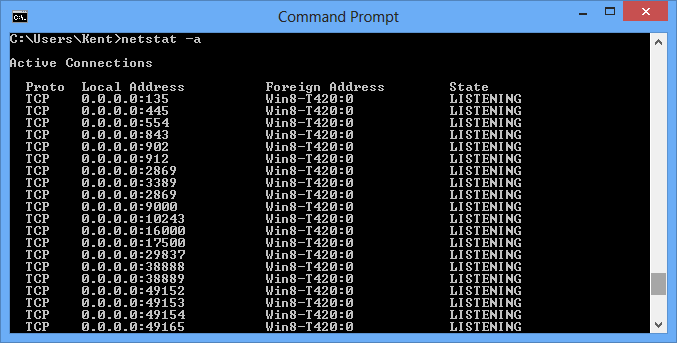 Command Prompt
C:\Users\Kent>netstat -a
Active Connections
Proto  Local Address          Foreign Address        State
TCP    0.0.0.0:135            Win8-T420:0            LISTENING
TCP    0.0.0.0:445            Win8-T420:0            LISTENING
TCP    0.0.0.0:554            Win8-T420:0            LISTENING
TCP    0.0.0.0:843            Win8-T420:0            LISTENING
TCP    0.0.0.0:902            Win8-T420:0            LISTENING
TCP    0.0.0.0:912            Win8-T420:0            LISTENING
TCP    0.0.0.0:2869           Win8-T420:0            LISTENING
TCP    0.0.0.0:3389           Win8-T420:0            LISTENING
TCP    0.0.0.0:2869           Win8-T420:0            LISTENING
TCP    0.0.0.0:9000           Win8-T420:0            LISTENING
TCP    0.0.0.0:10243          Win8-T420:0            LISTENING
TCP    0.0.0.0:16000          Win8-T420:0            LISTENING
TCP    0.0.0.0:17500          Win8-T420:0            LISTENING
TCP    0.0.0.0:29837          Win8-T420:0            LISTENING
TCP    0.0.0.0:38888          Win8-T420:0            LISTENING
TCP    0.0.0.0:38889          Win8-T420:0            LISTENING
TCP    0.0.0.0:49152          Win8-T420:0            LISTENING
TCP    0.0.0.0:49153          Win8-T420:0            LISTENING
TCP    0.0.0.0:49154          Win8-T420:0            LISTENING
TCP    0.0.0.0:49165          Win8-T420:0            LISTENING